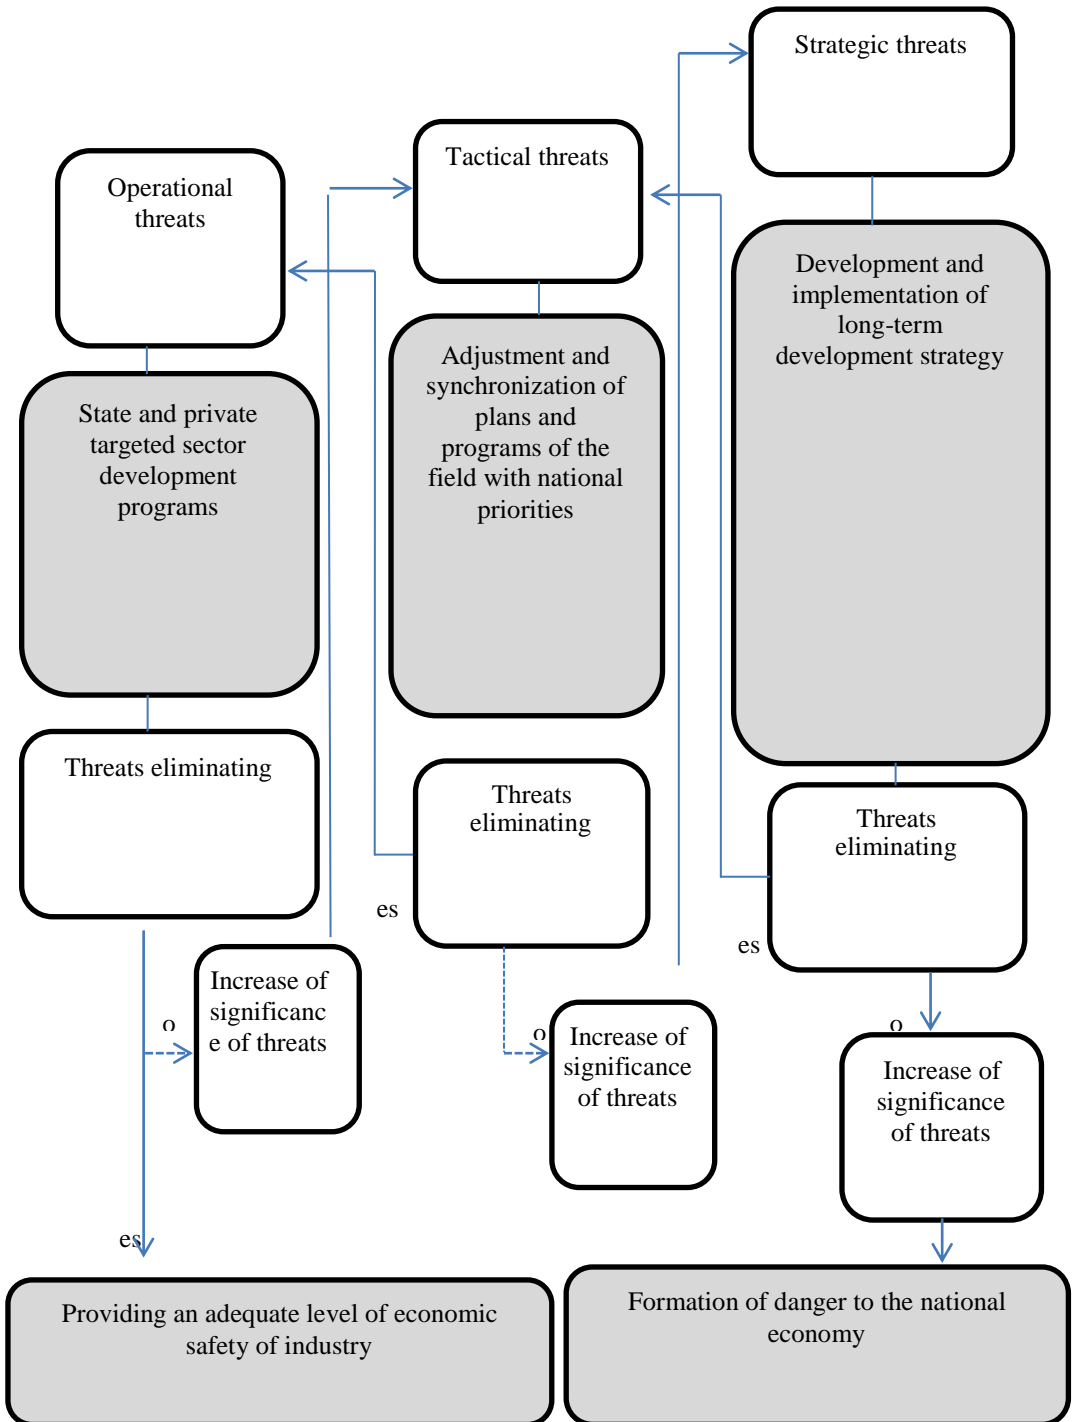 Strategic threats
Tactical threats
Operational
threats
Development and
implementation of
long-term
development strategy
Adjustment and
synchronization of
plans and
programs of the
field with national
priorities
State and private
targeted sector
development
programs
Threats eliminating
Threats
eliminating
Threats
eliminating
es
es
Increase of
significanc
e of threats
o
o
Increase of
significance
of threats
o
Increase of
significance
of threats
es
Providing an adequate level of economic
safety of industry
Formation of danger to the national
economy